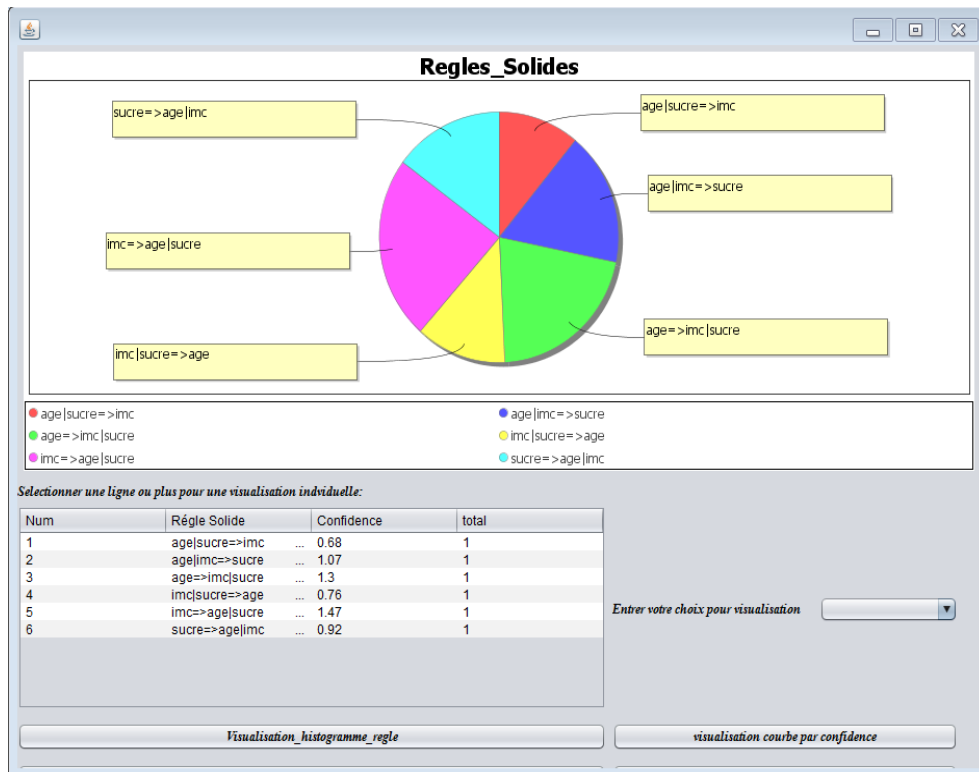 Regles_Solides
sucre=>age|imc
age|sucre=>imc
age|imc=>sucre
imc=>age|sucre
age=>imc|sucre
imc|sucre=>age
age|sucre=>imc
age|imc=>sucre
age=>imc|sucre
imc|sucre=>age
imc=>age|sucre
sucre=>age|imc
Selectionner une ligne ou plus pour une visualisation indviduelle:
Num Régle Solide Confidence total
1 age|sucre=>imc ... 0.68 1
2 age|imc=>sucre ... 1.07 1
3 age=>imc|sucre ... 1.3 1
4 imc|sucre=>age ... 0.76 1
5 imc=>age|sucre ... 1.47 1
6 sucre=>age|imc ... 0.92 1
Entrer votre choix pour visualisation
Visualisation_histogramme_regle
visualisation courbe par confidence